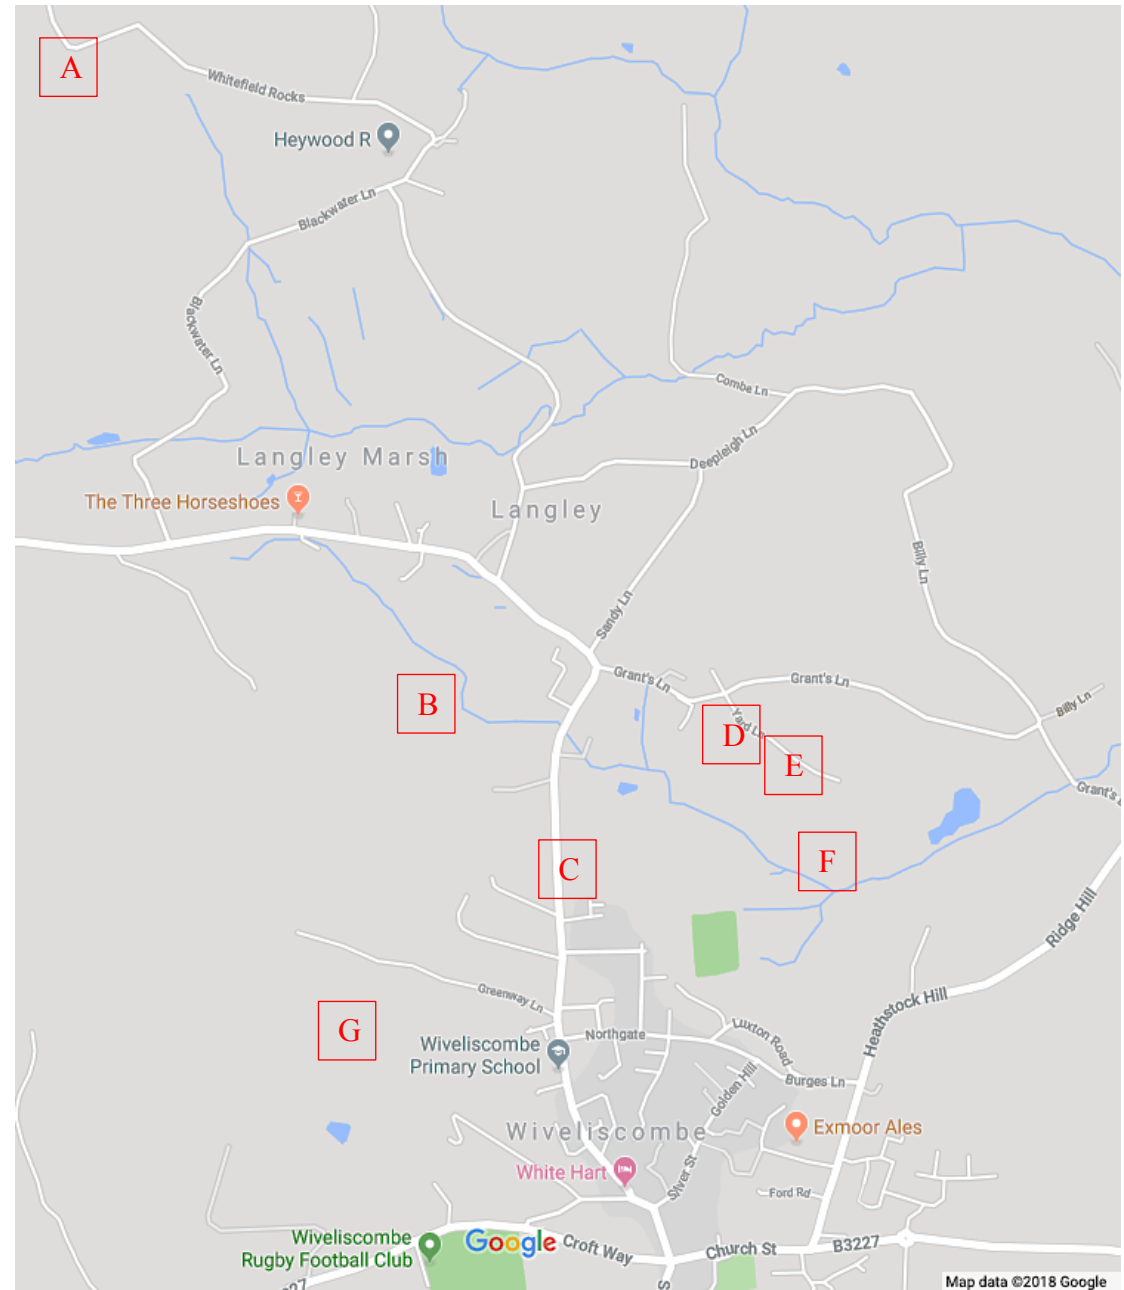 A
Whitefield Rocks
Heywood R
Blackwater Ln
Blackwater Ln
Combe Ln
Deepleigh Ln
Langley Marsh
The Three Horseshoes
Langley
Billy Ln
Sandy Ln
Grant's Ln
Grant's Ln
Billy Ln
B
Yard Ln
D
E
Grant's
C
F
Ridge Hill
Greenway Ln
Heathstock Hill
G
Northgate
Luxton Road
Wiveliscombe
Primary School
Burges Ln
Golden Hill
Wiveliscombe
Exmoor Ales
White Hart
Silver St
Ford Rd
Wiveliscombe
Rugby Football Club
Google
Croft Way
Church St
B3227
27
S
Map data ©2018 Google